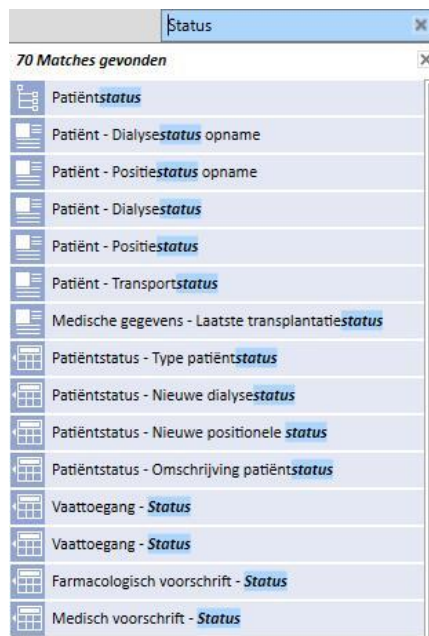 Status
70 Matches gevonden
Patiëntstatus
Patiënt - Dialysestatus opname
Patiënt - Positiestatus opname
Patiënt - Dialysestatus
Patiënt - Positiestatus
Patiënt - Transportstatus
Medische gegevens - Laatste transplantatiestatus
Patiëntstatus - Type patiëntstatus
Patiëntstatus - Nieuwe dialysestatus
Patiëntstatus - Nieuwe positionele status
Patiëntstatus - Omschrijving patiëntstatus
Vaattoegang - Status
Vaattoegang - Status
Farmacologisch voorschrift - Status
Medisch voorschrift - Status